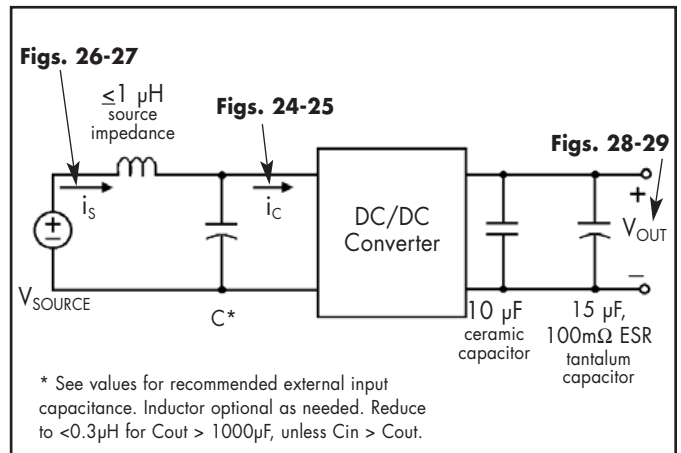 Figs. 26-27
≤1 µH
source
impedance
Figs. 24-25
Figs. 28-29
iS
iC
DC/DC
Converter
+
VOUT
–
+
–
VSOURCE
C*
10 µF
ceramic
capacitor
15 µF,
100mΩ ESR
tantalum
capacitor
* See values for recommended external input
capacitance. Inductor optional as needed. Reduce
to <0.3µH for Cout > 1000µF, unless Cin > Cout.